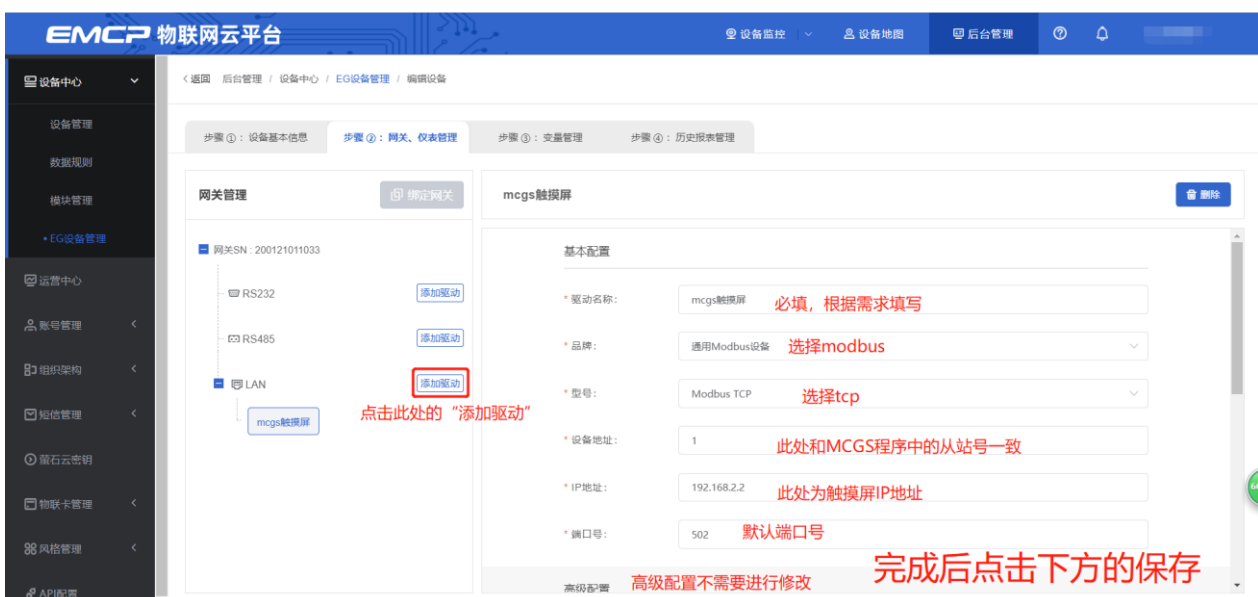 EMCP 物联网云平台
设备监控
设备地图
后台管理
设备中心
设备管理
数据规则
模块管理
•EG设备管理
运营中心
账号管理
组织架构
短信管理
萤石云密钥
物联卡管理
风格管理
API配置
<返回 后台管理 / 设备中心 / EG设备管理 / 编辑设备
步骤①：设备基本信息
步骤②：网关、仪表管理
步骤③：变量管理
步骤④：历史报表管理
网关管理
绑定网关
网关SN : 200121011033
RS232
添加驱动
RS485
添加驱动
LAN
添加驱动
mcgs触摸屏
点击此处的“添加驱动”
mcgs触摸屏
删除
基本配置
* 驱动名称: mcgs触摸屏 必填，根据需求填写
* 品牌: 通用Modbus设备 选择modbus
* 型号: Modbus TCP 选择tcp
* 设备地址: 1 此处和MCGS程序中的从站号一致
* IP地址: 192.168.2.2 此处为触摸屏IP地址
* 端口号: 502 默认端口号
高级配置 高级配置不需要进行修改
完成后点击下方的保存